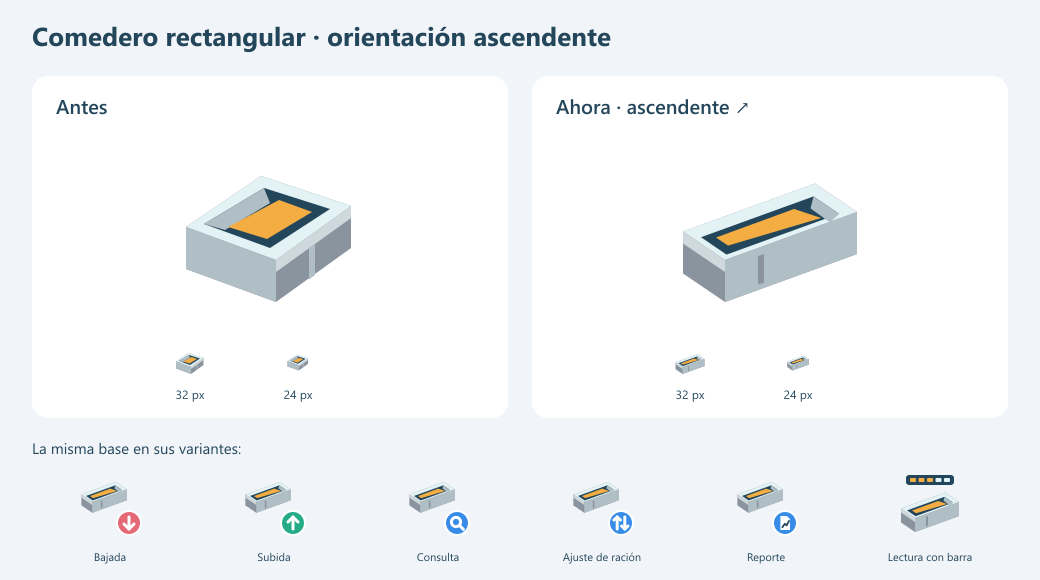 Comedero rectangular · orientación ascendente
Antes
Ahora · ascendente ↗
32 px
24 px
32 px
24 px
La misma base en sus variantes:
Bajada
Subida
Consulta
Ajuste de ración
Reporte
Lectura con barra